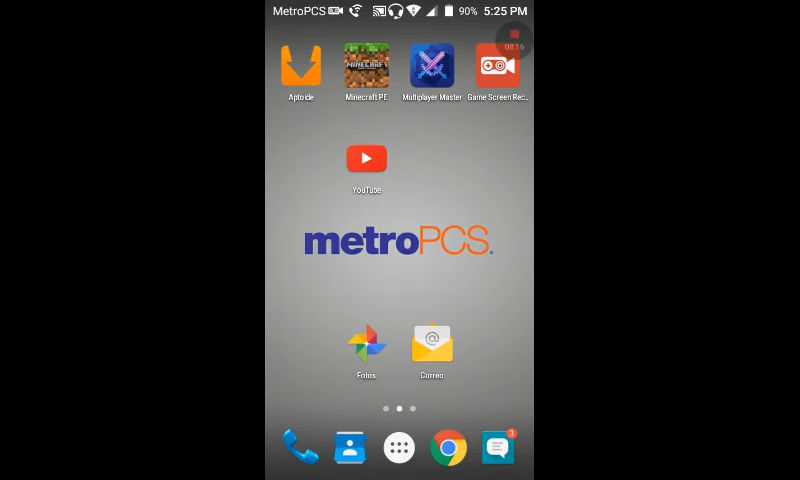 MetroPCS 90% 5:25 PM
08:16
Aptoide Minecraft PE Multiplayer Master Game Screen Rec..
YouTube
metroPCS.
@
Fotos Correo
3